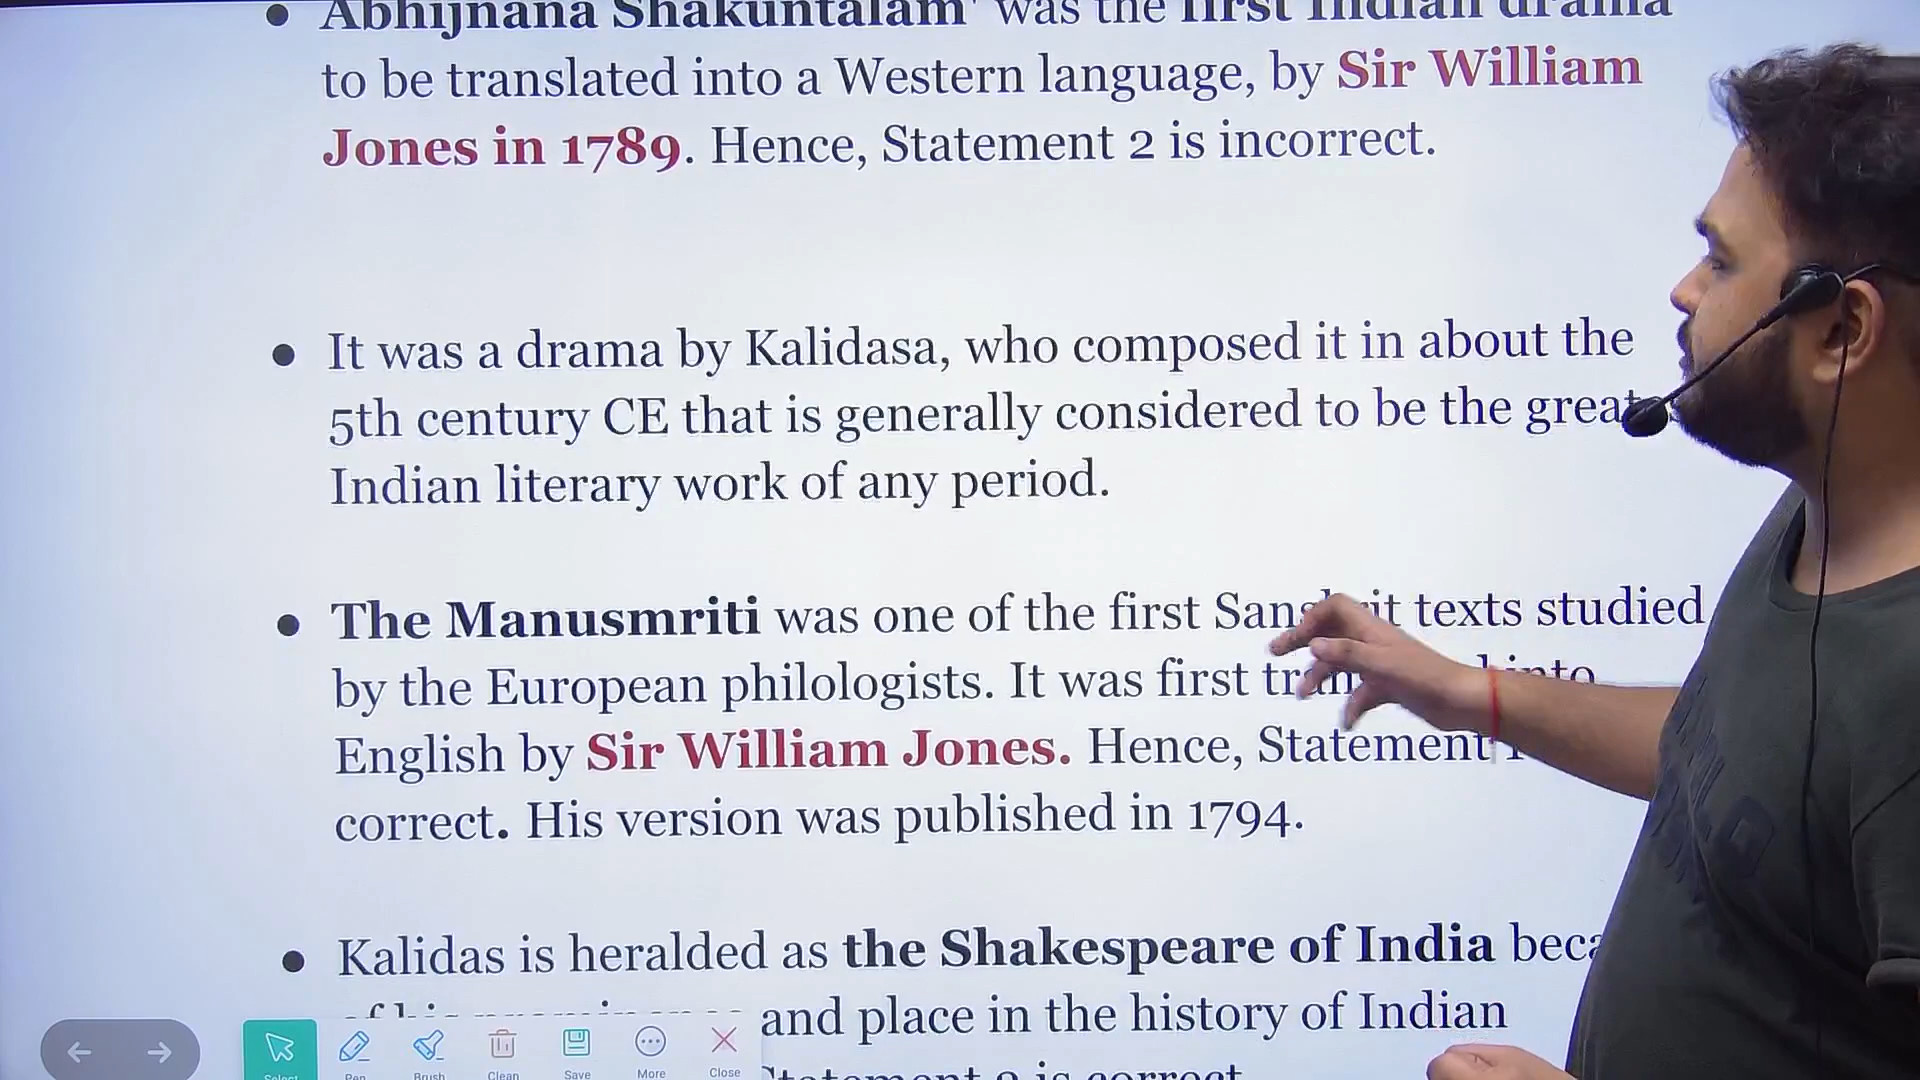 • Abhijnana Shakuntalam' was the first Indian drama
to be translated into a Western language, by Sir William
Jones in 1789. Hence, Statement 2 is incorrect.
• It was a drama by Kalidasa, who composed it in about the
5th century CE that is generally considered to be the great
Indian literary work of any period.
• The Manusmriti was one of the first texts studied
by the European philologists. It was first into
English by Sir William Jones. Hence, Statement
correct. His version was published in 1794.
• Kalidas is heralded as the Shakespeare of India
and place in the history of Indian
is correct
Select Pen Brush Clean Save More Close